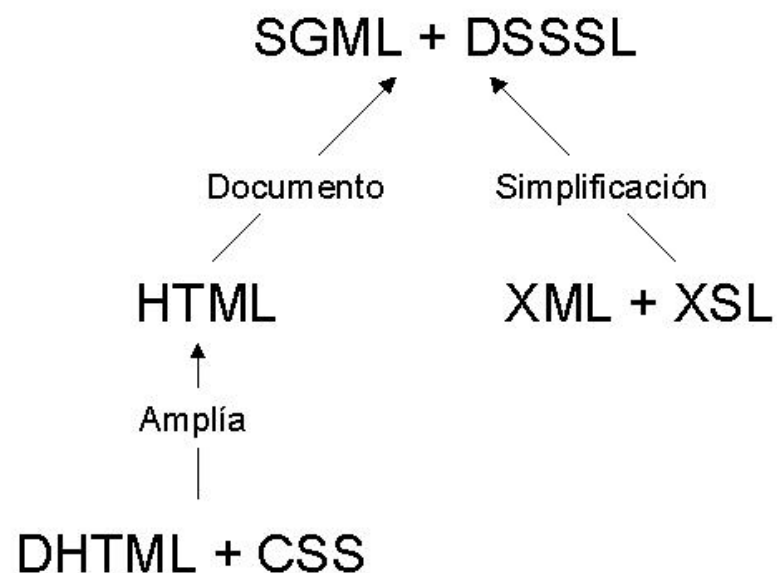 SGML + DSSSL
Documento
Simplificación
HTML
XML + XSL
Amplía
DHTML + CSS